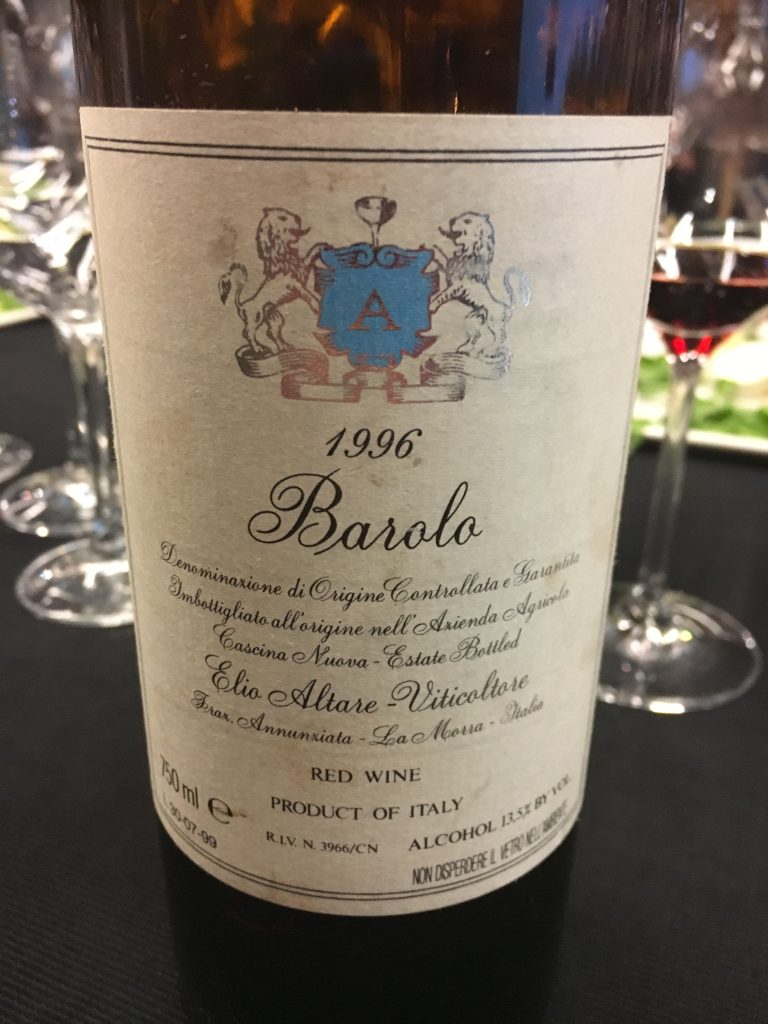 A
1996
Barolo
Denominazione di Origine Controllata e Garantita
Imbottigliato all'origine nell'Azienda Agricola
Cascina Nuova - Estate Bottled
Elio Altare - Viticoltore
Fraz. Annunziata - La Morra - Italia
RED WINE
750 ml e
PRODUCT OF ITALY
L 30-07-99
R.I.V. N. 3966/CN
ALCOHOL 13,5% BY VOL.
NON DISPERDERE IL VETRO NELL'AMBIENTE